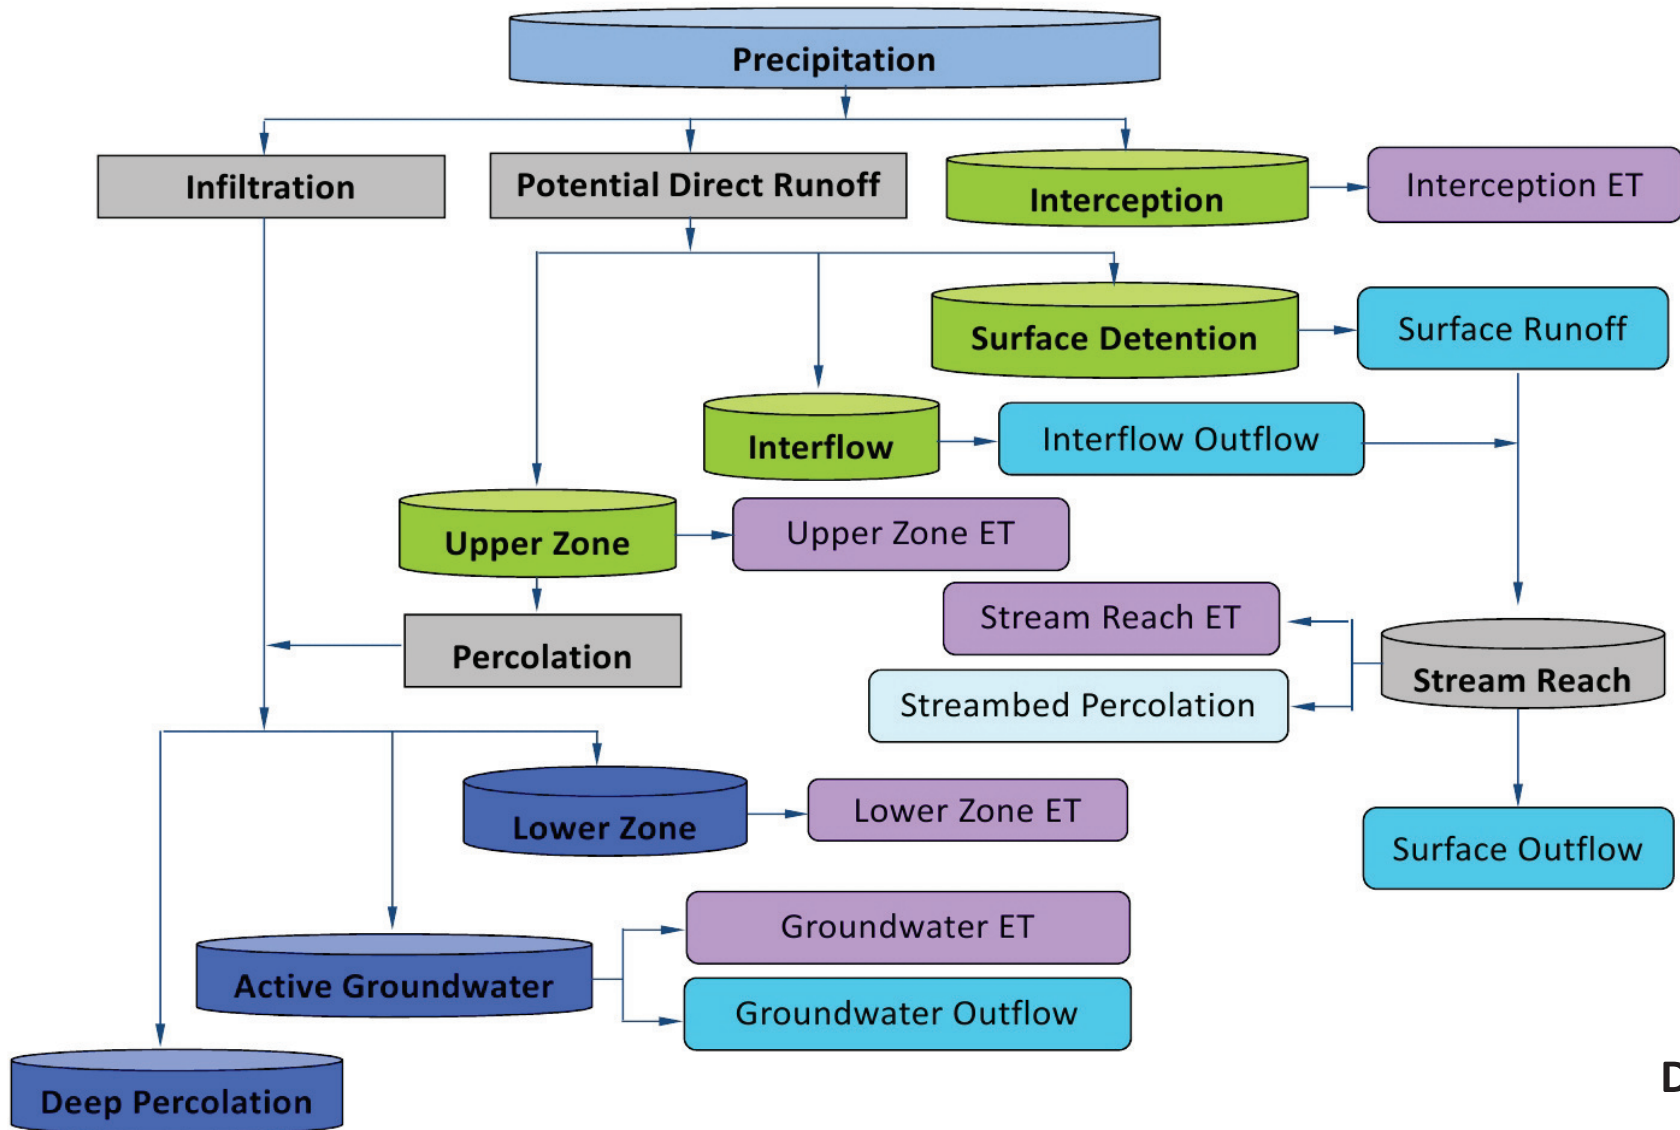 Precipitation
Infiltration
Potential Direct Runoff
Interception
Interception ET
Surface Detention
Surface Runoff
Interflow
Interflow Outflow
Upper Zone
Upper Zone ET
Percolation
Stream Reach ET
Streambed Percolation
Stream Reach
Lower Zone
Lower Zone ET
Surface Outflow
Active Groundwater
Groundwater ET
Groundwater Outflow
Deep Percolation
D